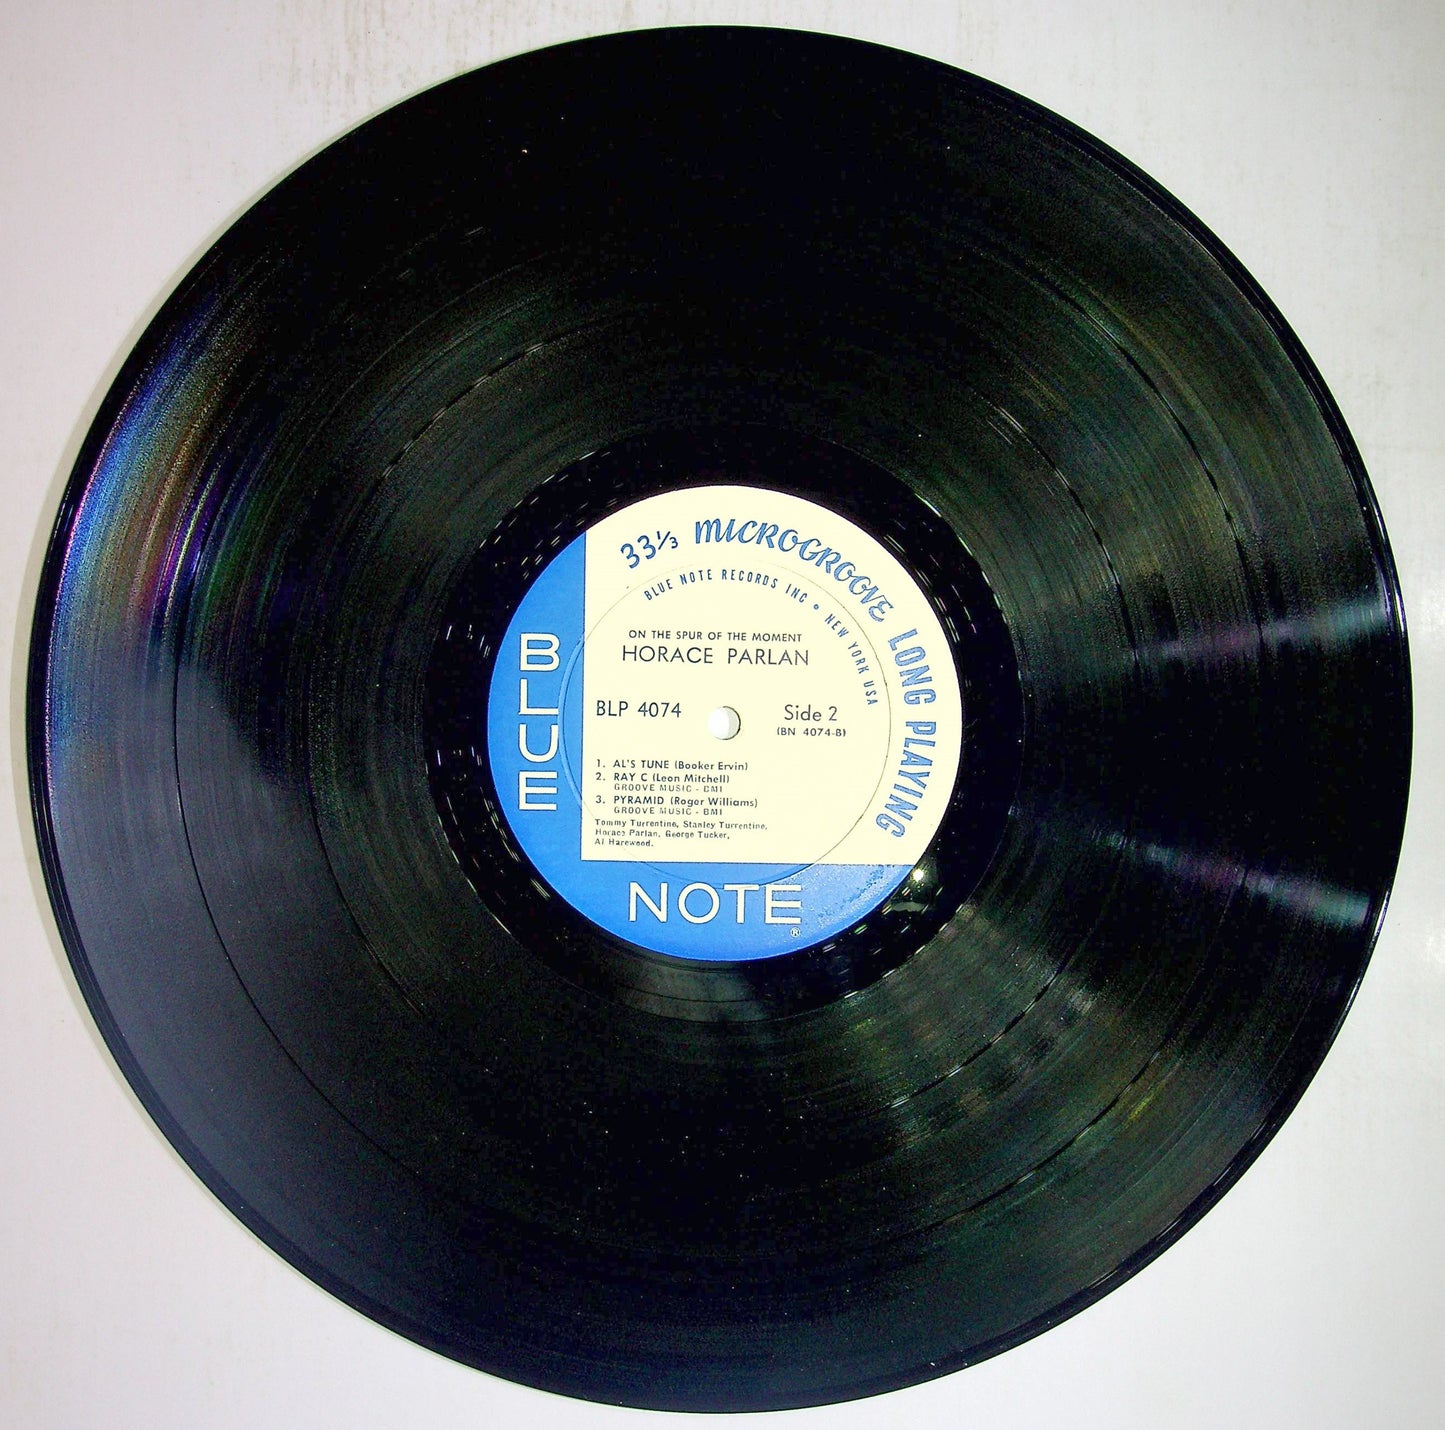 33⅓ MICROGROOVE LONG PLAYING
BLUE NOTE RECORDS INC • NEW YORK USA
ON THE SPUR OF THE MOMENT
HORACE PARLAN
BLP 4074
Side 2
(BN 4074-B)
1. AL'S TUNE (Booker Ervin)
2. RAY C (Leon Mitchell)
GROOVE MUSIC - BMI
3. PYRAMID (Roger Williams)
GROOVE MUSIC - BMI
Tommy Turrentine, Stanley Turrentine,
Horace Parlan, George Tucker,
Al Harewood.
BLUE
NOTE
®